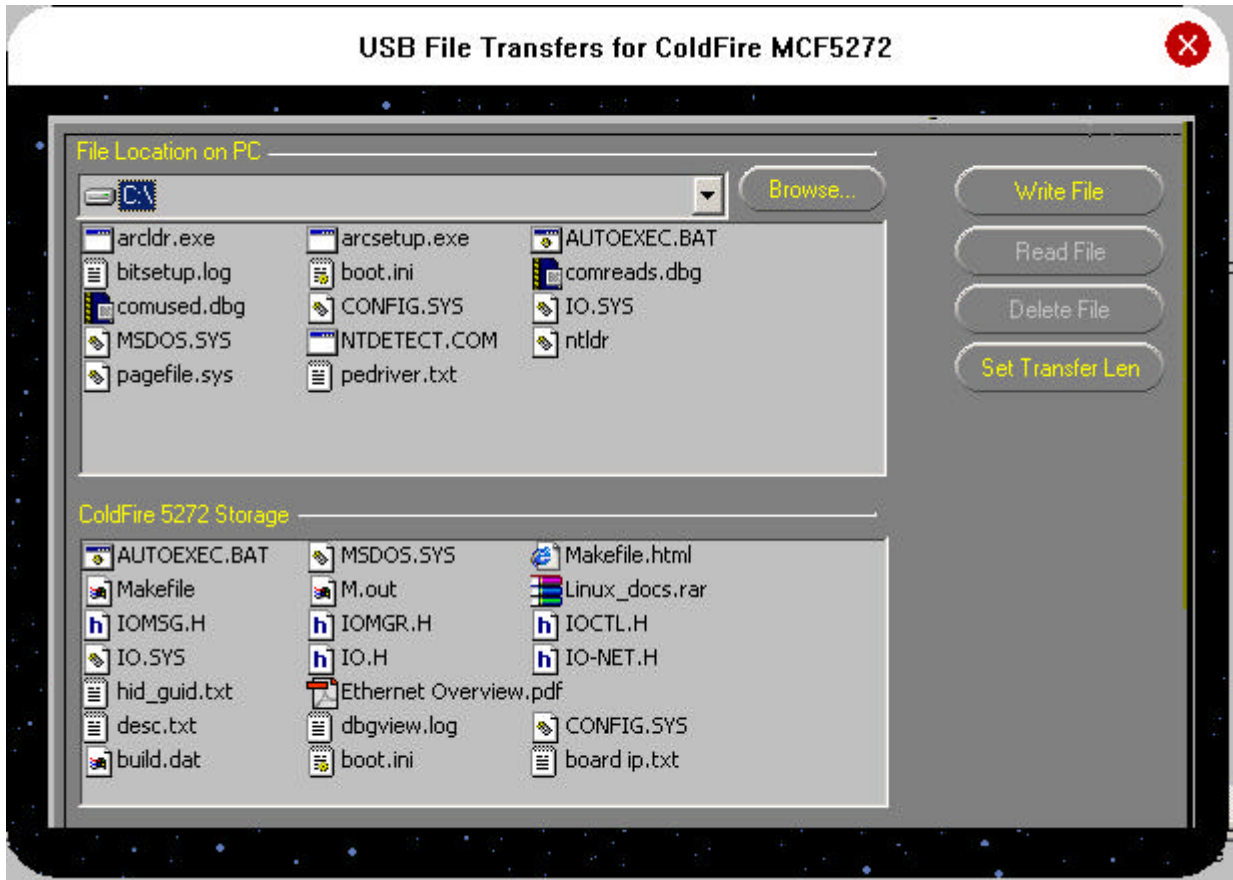 USB File Transfers for ColdFire MCF5272
File Location on PC
C:\
Browse...
Write File
Read File
Delete File
Set Transfer Len
arcldr.exe arcsetup.exe AUTOEXEC.BAT
bitsetup.log boot.ini comreads.dbg
comused.dbg CONFIG.SYS IO.SYS
MSDOS.SYS NTDETECT.COM ntldr
pagefile.sys pedriver.txt
ColdFire 5272 Storage
AUTOEXEC.BAT MSDOS.SYS Makefile.html
Makefile M.out Linux_docs.rar
IOMSG.H IOMGR.H IOCTL.H
IO.SYS IO.H IO-NET.H
hid_guid.txt Ethernet Overview.pdf
desc.txt dbgview.log CONFIG.SYS
build.dat boot.ini board ip.txt